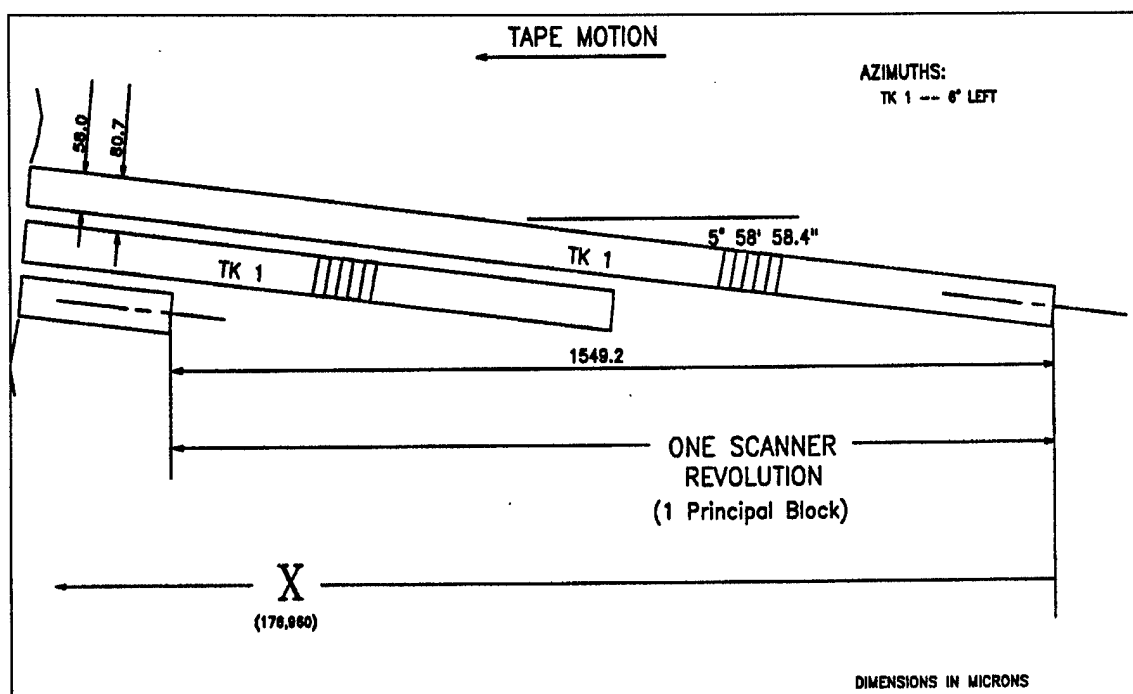 TAPE MOTION
AZIMUTHS:
TK 1 -- 6° LEFT
58.0
80.7
5° 58' 58.4"
TK 1
TK 1
1549.2
ONE SCANNER
REVOLUTION
(1 Principal Block)
X
(178,960)
DIMENSIONS IN MICRONS